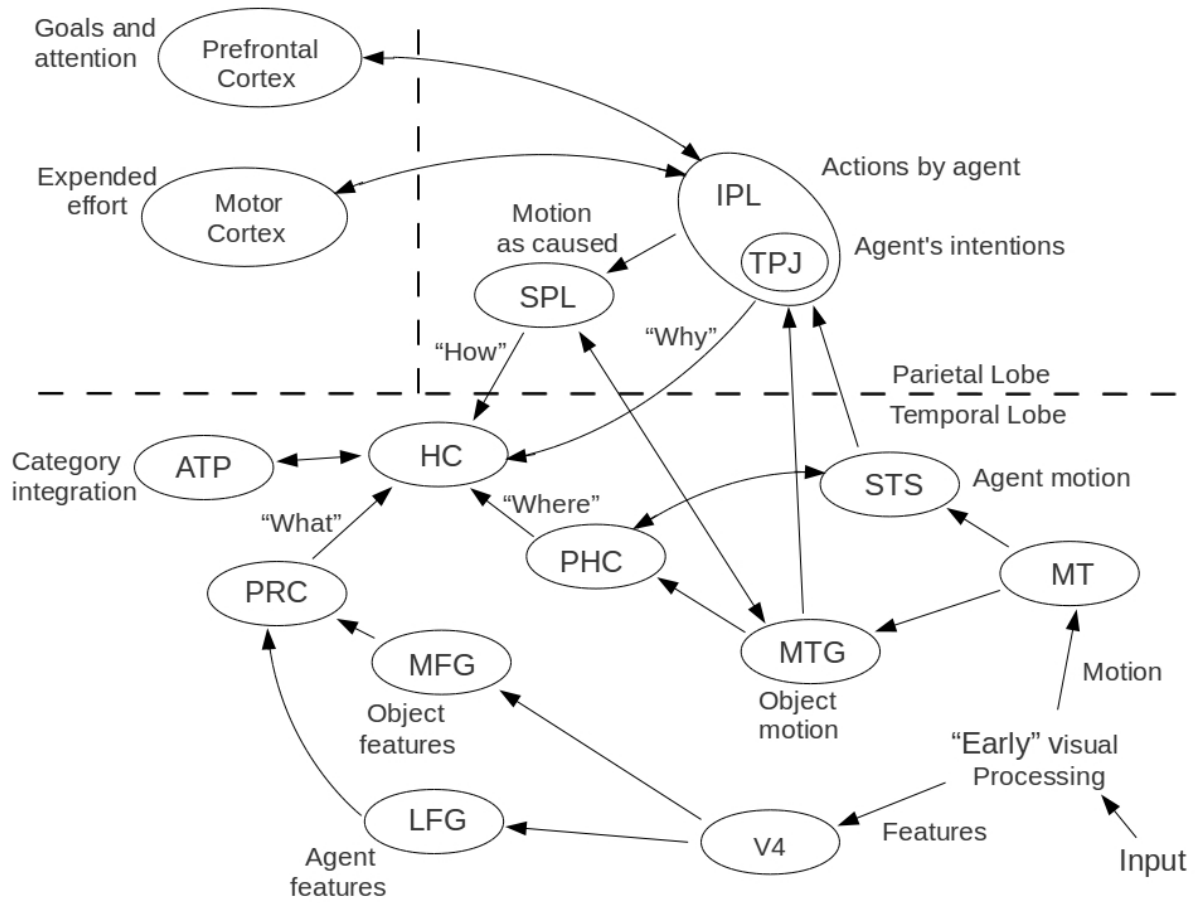 Goals and
attention
Prefrontal
Cortex
Expended
effort
Motor
Cortex
IPL
Actions by agent
TPJ
Agent's intentions
Motion
as caused
SPL
“How”
“Why”
Parietal Lobe
Temporal Lobe
Category
integration
ATP
HC
STS
Agent motion
“What”
“Where”
PHC
MT
PRC
MFG
MTG
Object
features
Object
motion
Motion
“Early” visual
Processing
LFG
V4
Features
Agent
features
Input